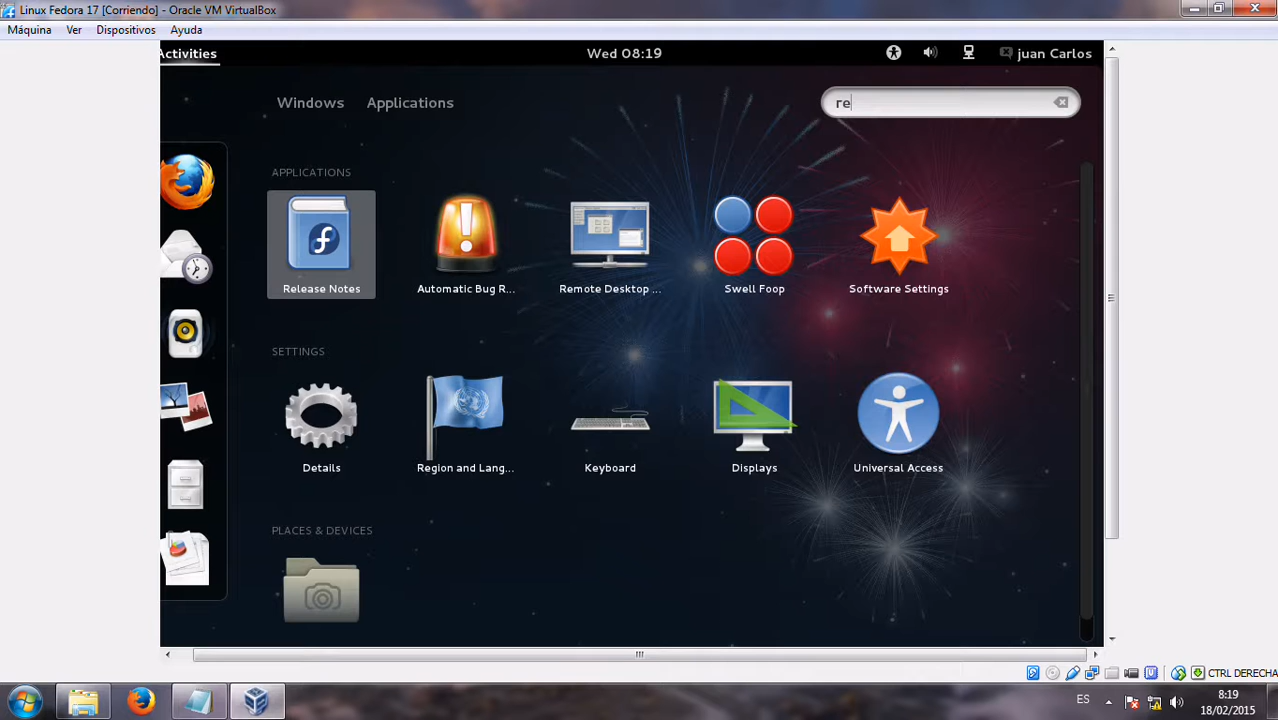 Linux Fedora 17 [Corriendo] - Oracle VM VirtualBox
Máquina Ver Dispositivos Ayuda
Activities Wed 08:19 juan Carlos
Windows Applications re
APPLICATIONS
Release Notes Automatic Bug R... Remote Desktop ... Swell Foop Software Settings
SETTINGS
Details Region and Lang... Keyboard Displays Universal Access
PLACES & DEVICES
CTRL DERECHA
ES 8:19
18/02/2015